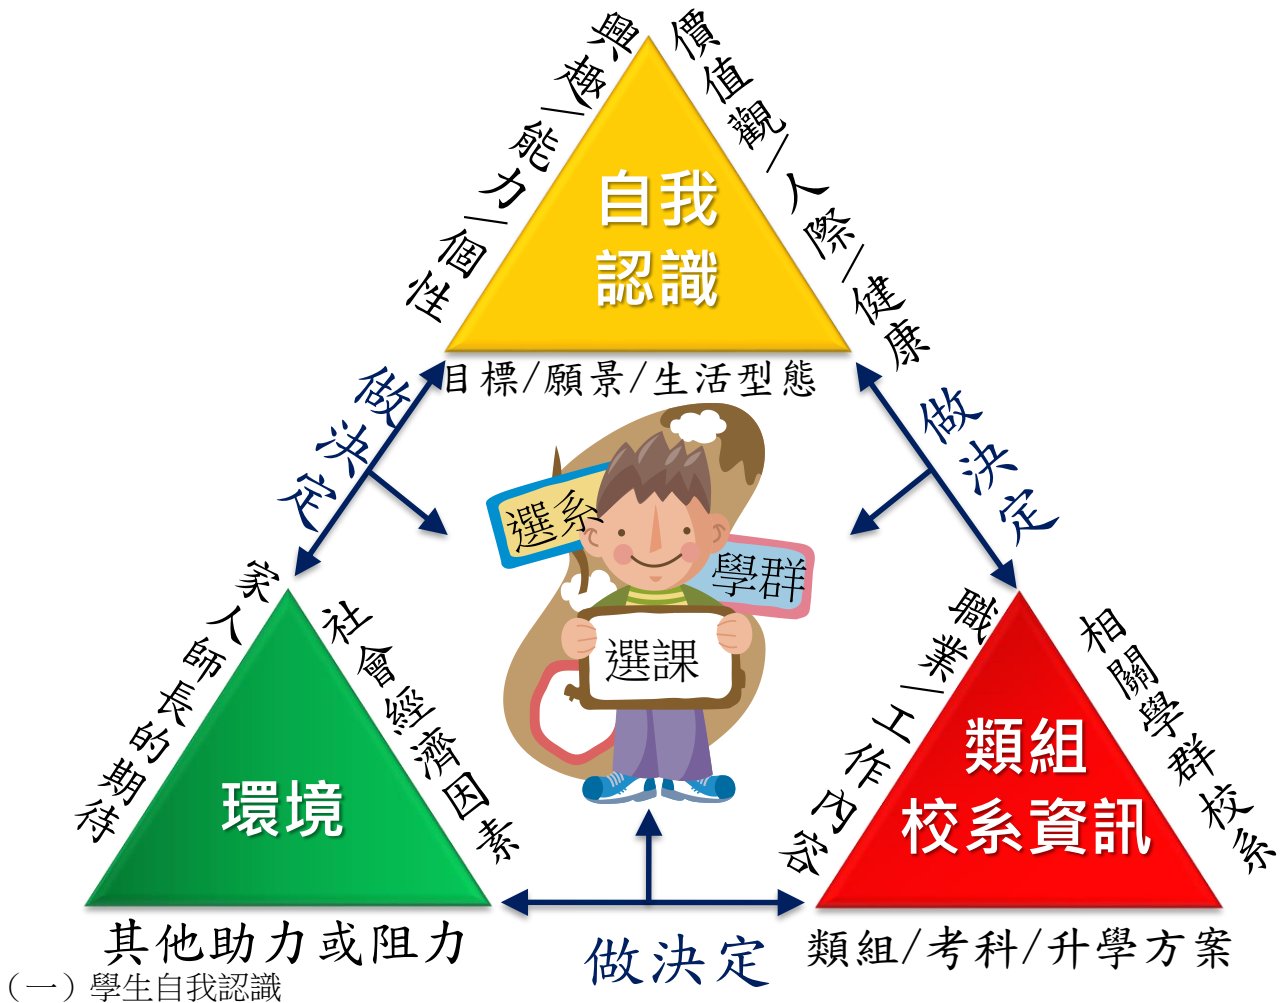 興趣/能力/個性
價值觀/人際/健康
自我
認識
目標/願景/生活型態
做決定
做決定
選系
學群
選課
家人師長的期待
社會經濟因素
環境
其他助力或阻力
職業/工作內容
相關學群校系
類組
校系資訊
類組/考科/升學方案
做決定
（一）學生自我認識